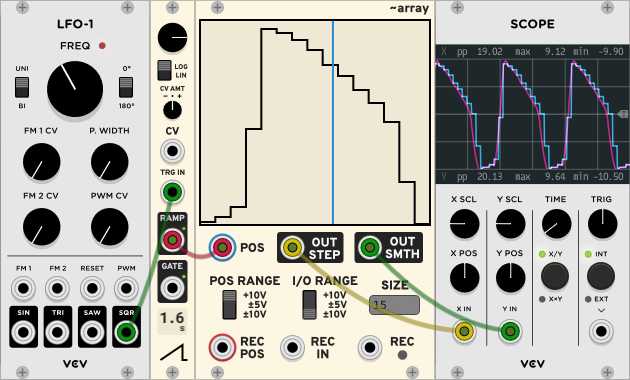 LFO-1
FREQ
UNI
BI
0°
180°
FM 1 CV
P. WIDTH
FM 2 CV
PWM CV
FM 1
FM 2
RESET
PWM
SIN
TRI
SAW
SQR
VCV
LOG
LIN
CV AMT
- • +
CV
TRG IN
RAMP
GATE
1.6
s
~array
POS
OUT
STEP
OUT
SMTH
POS RANGE
+10V
±5V
±10V
I/O RANGE
+10V
±5V
±10V
SIZE
15
REC
POS
REC
IN
REC
SCOPE
X pp 19.02 max 9.12 min -9.90
Y pp 20.13 max 9.64 min -10.50
T
X SCL
Y SCL
TIME
TRIG
X POS
Y POS
X/Y
X×Y
INT
EXT
X IN
Y IN
VCV